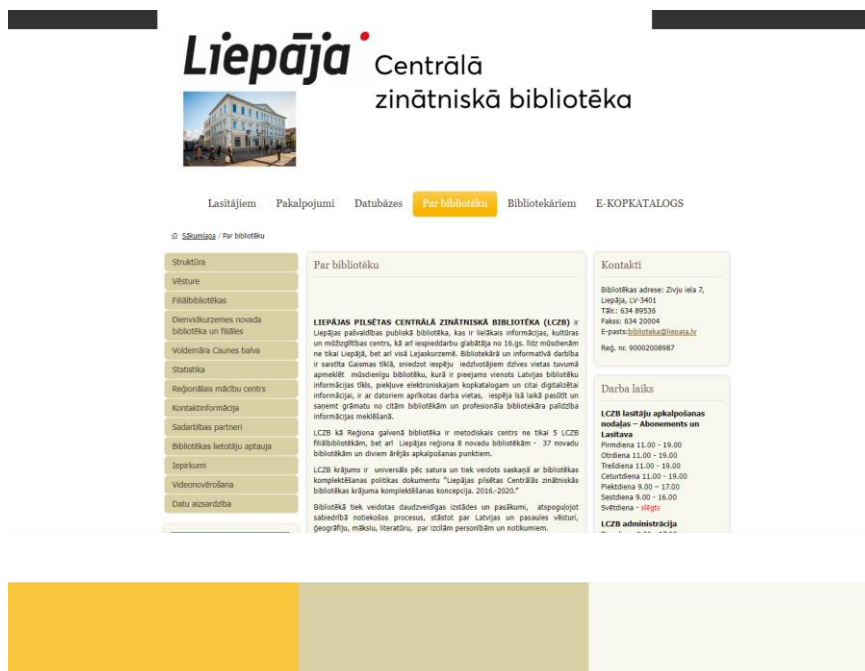 Liepāja
Centrālā
zinātniskā bibliotēka
Lasītājiem Pakalpojumi Datubāzes Par bibliotēku Bibliotekāriem E-KOPKATALOGS
Sākumlapa / Par bibliotēku
Struktūra
Vēsture
Filiālbibliotēkas
Dienvidkurzemes novada
bibliotēka un filiāles
Voldemāra Caunes balva
Statistika
Reģionālais mācību centrs
Kontaktinformācija
Sadarbības partneri
Bibliotēkas lietotāju aptauja
Iepirkumi
Videonovērošana
Datu aizsardzība
Par bibliotēku
LIEPĀJAS PILSĒTAS CENTRĀLĀ ZINĀTNISKĀ BIBLIOTĒKA (LCZB) ir
Liepājas pašvaldības publiskā bibliotēka, kas ir lielākais informācijas, kultūras
un mūžizglītības centrs, kā arī iespieddarbu glabātāja no 16.gs. līdz mūsdienām
ne tikai Liepājā, bet arī visā Lejaskurzemē. Bibliotekārā un informatīvā darbība
ir saistīta Gaismas tīklā, sniedzot iespēju iedzīvotājiem dzīves vietas tuvumā
apmeklēt mūsdienīgu bibliotēku, kurā ir pieejams vienots Latvijas bibliotēku
informācijas tīkls, piekļuve elektroniskajam kopkatalogam un citai digitalizētai
informācijai, ir ar datoriem aprīkotas darba vietas, iespēja īsā laikā pasūtīt un
saņemt grāmatu no citām bibliotēkām un profesionāla bibliotekāra palīdzība
informācijas meklēšanā.
LCZB kā Reģiona galvenā bibliotēka ir metodiskais centrs ne tikai 5 LCZB
filiālbibliotēkām, bet arī Liepājas reģiona 8 novadu bibliotēkām - 37 novadu
bibliotēkām un diviem ārējās apkalpošanas punktiem.
LCZB krājums ir universāls pēc satura un tiek veidots saskaņā ar bibliotēkas
komplektēšanas politikas dokumentu "Liepājas pilsētas Centrālās zinātniskās
bibliotēkas krājuma komplektēšanas koncepcija. 2016.-2020."
Bibliotēkā tiek veidotas daudzveidīgas izstādes un pasākumi, atspoguļojot
sabiedrībā notiekošos procesus, stāstot par Latvijas un pasaules vēsturi,
ģeogrāfiju, mākslu, literatūru, par izcilām personībām un notikumiem.
Kontakti
Bibliotēkas adrese: Zivju iela 7,
Liepāja, LV-3401
Tālr.: 634 89536
Fakss: 634 20004
E-pasts:biblioteka@liepaja.lv
Reģ. nr. 90002008987
Darba laiks
LCZB lasītāju apkalpošanas
nodaļas – Abonements un
Lasītava
Pirmdiena 11.00 - 19.00
Otrdiena 11.00 - 19.00
Trešdiena 11.00 - 19.00
Ceturtdiena 11.00 - 19.00
Piektdiena 9.00 – 17.00
Sestdiena 9.00 - 16.00
Svētdiena - slēgts
LCZB administrācija